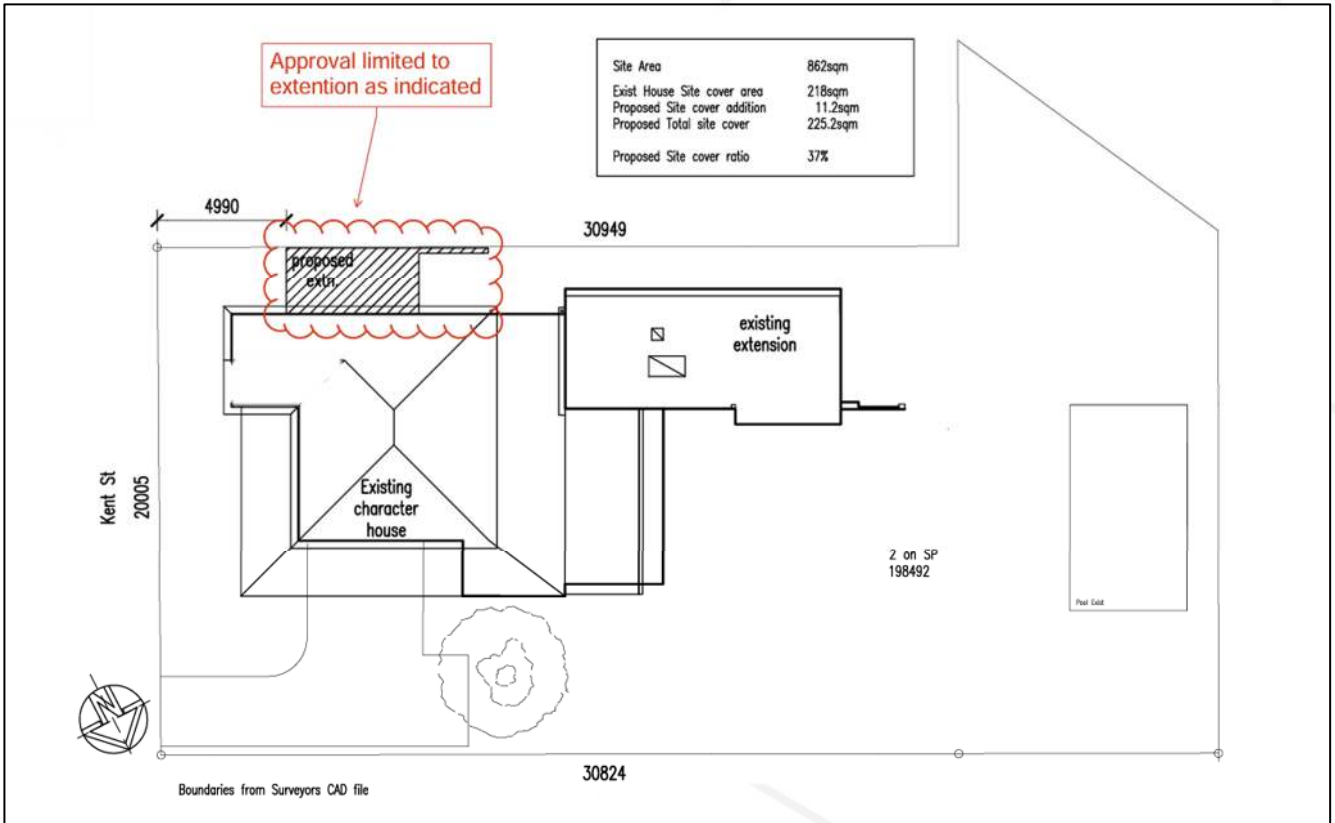 Approval limited to
extention as indicated
Site Area 862sqm
Exist House Site cover area 218sqm
Proposed Site cover addition 11.2sqm
Proposed Total site cover 225.2sqm
Proposed Site cover ratio 37%
4990
30949
proposed
extn.
existing
extension
Kent St
20005
Existing
character
house
2 on SP
198492
Pool Exist
N
30824
Boundaries from Surveyors CAD file